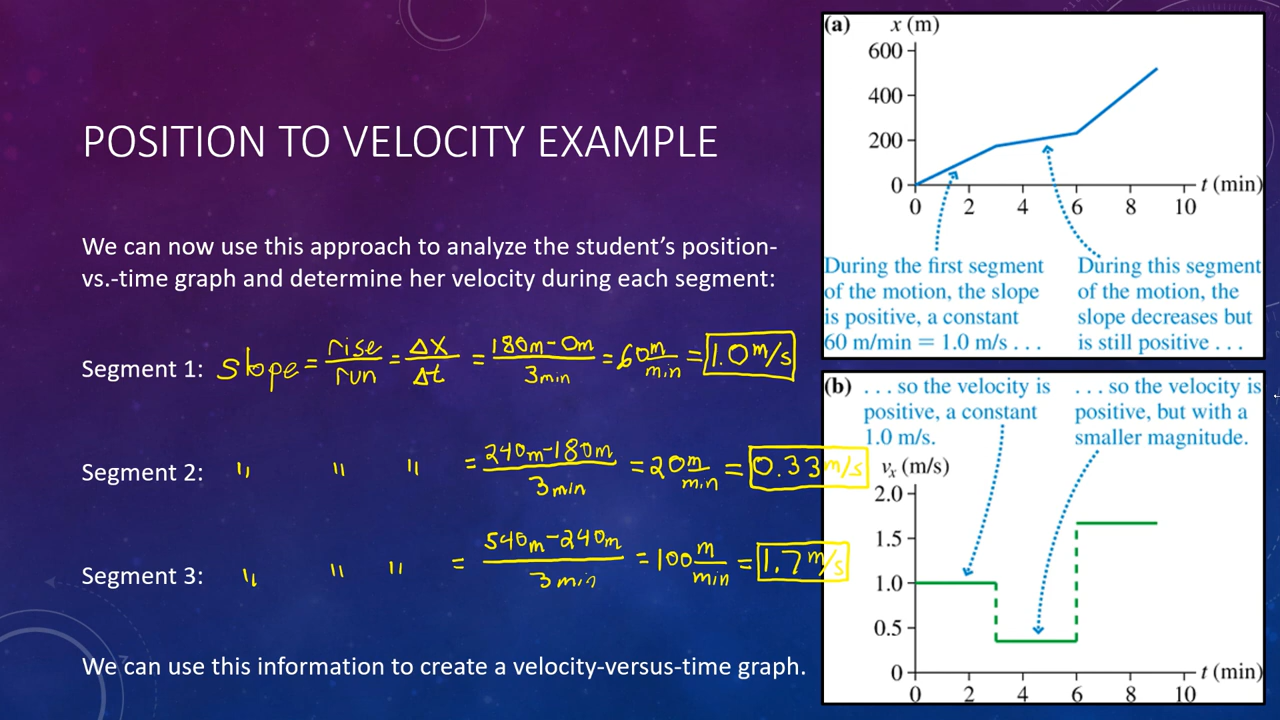 POSITION TO VELOCITY EXAMPLE
We can now use this approach to analyze the student's position-
vs.-time graph and determine her velocity during each segment:
Segment 1: slope = rise/run = Δx/Δt = 180m-0m/3min = 60 m/min = 1.0 m/s
Segment 2: " " " = 240m-180m/3min = 20 m/min = 0.33 m/s
Segment 3: " " " = 540m-240m/3min = 100 m/min = 1.7 m/s
We can use this information to create a velocity-versus-time graph.
(a) x (m)
600
400
200
0
t (min)
0 2 4 6 8 10
During the first segment
of the motion, the slope
is positive, a constant
60 m/min = 1.0 m/s . . .
During this segment
of the motion, the
slope decreases but
is still positive . . .
(b) . . . so the velocity is
positive, a constant
1.0 m/s.
. . . so the velocity is
positive, but with a
smaller magnitude.
vx (m/s)
2.0
1.5
1.0
0.5
0
t (min)
0 2 4 6 8 10